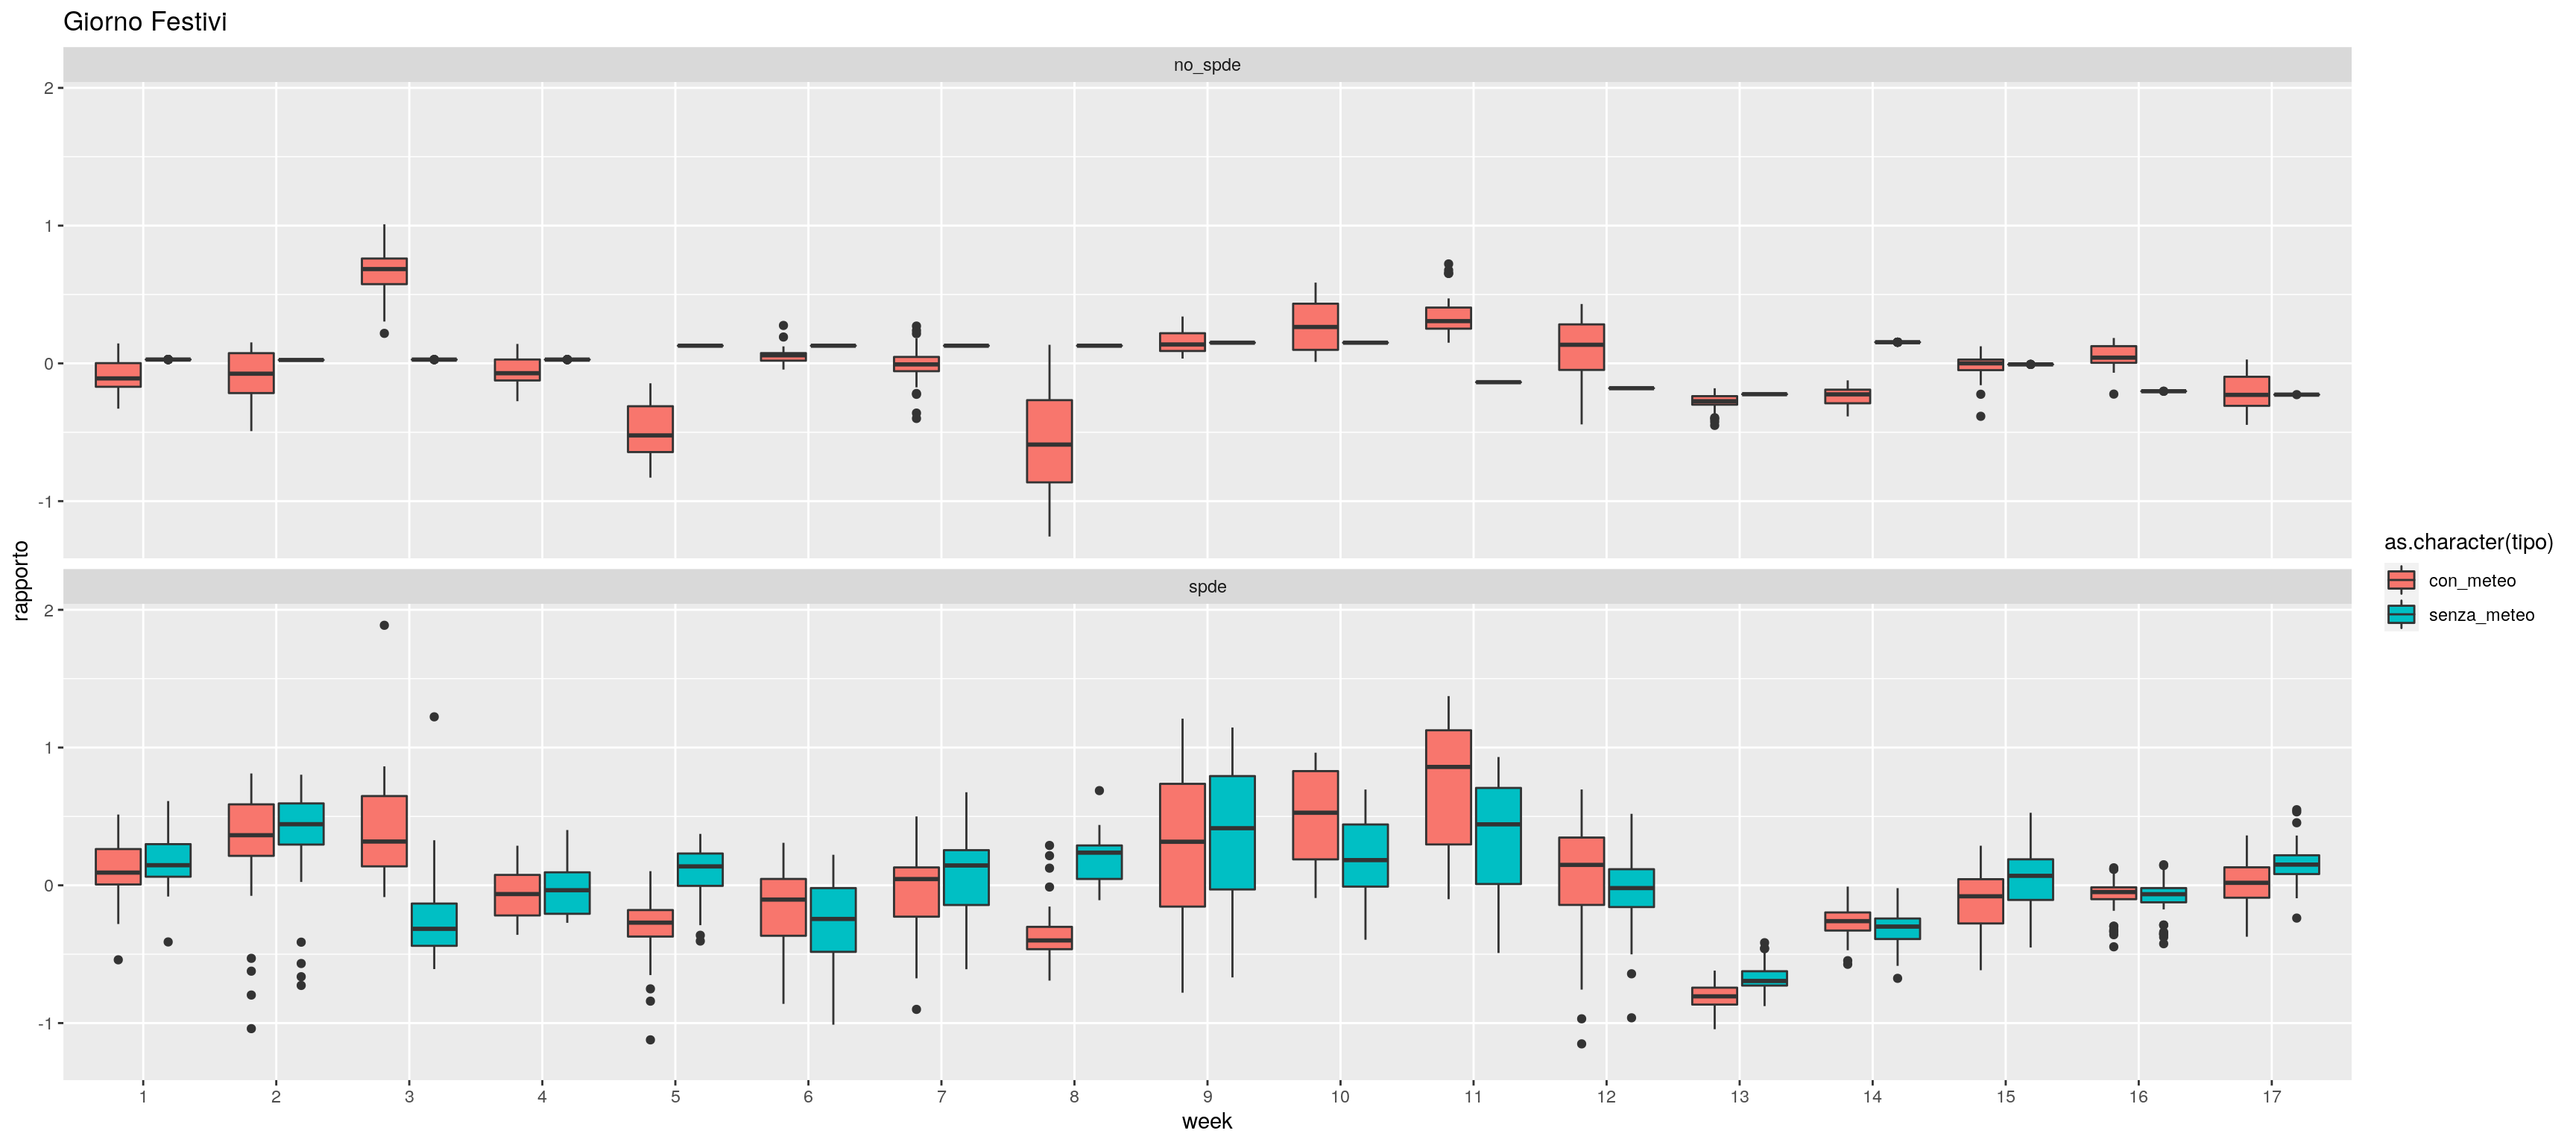 Giorno Festivi
no_spde
2
1
0
-1
rapporto
spde
2
1
0
-1
1 2 3 4 5 6 7 8 9 10 11 12 13 14 15 16 17
week
as.character(tipo)
con_meteo
senza_meteo